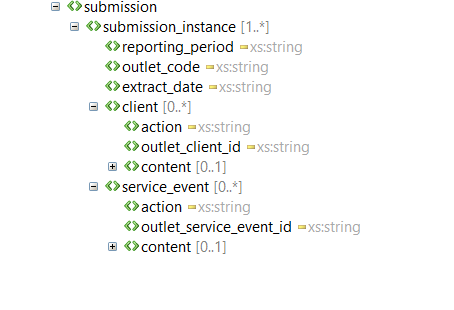 submission
submission_instance [1..*]
reporting_period xs:string
outlet_code xs:string
extract_date xs:string
client [0..*]
action xs:string
outlet_client_id xs:string
content [0..1]
service_event [0..*]
action xs:string
outlet_service_event_id xs:string
content [0..1]